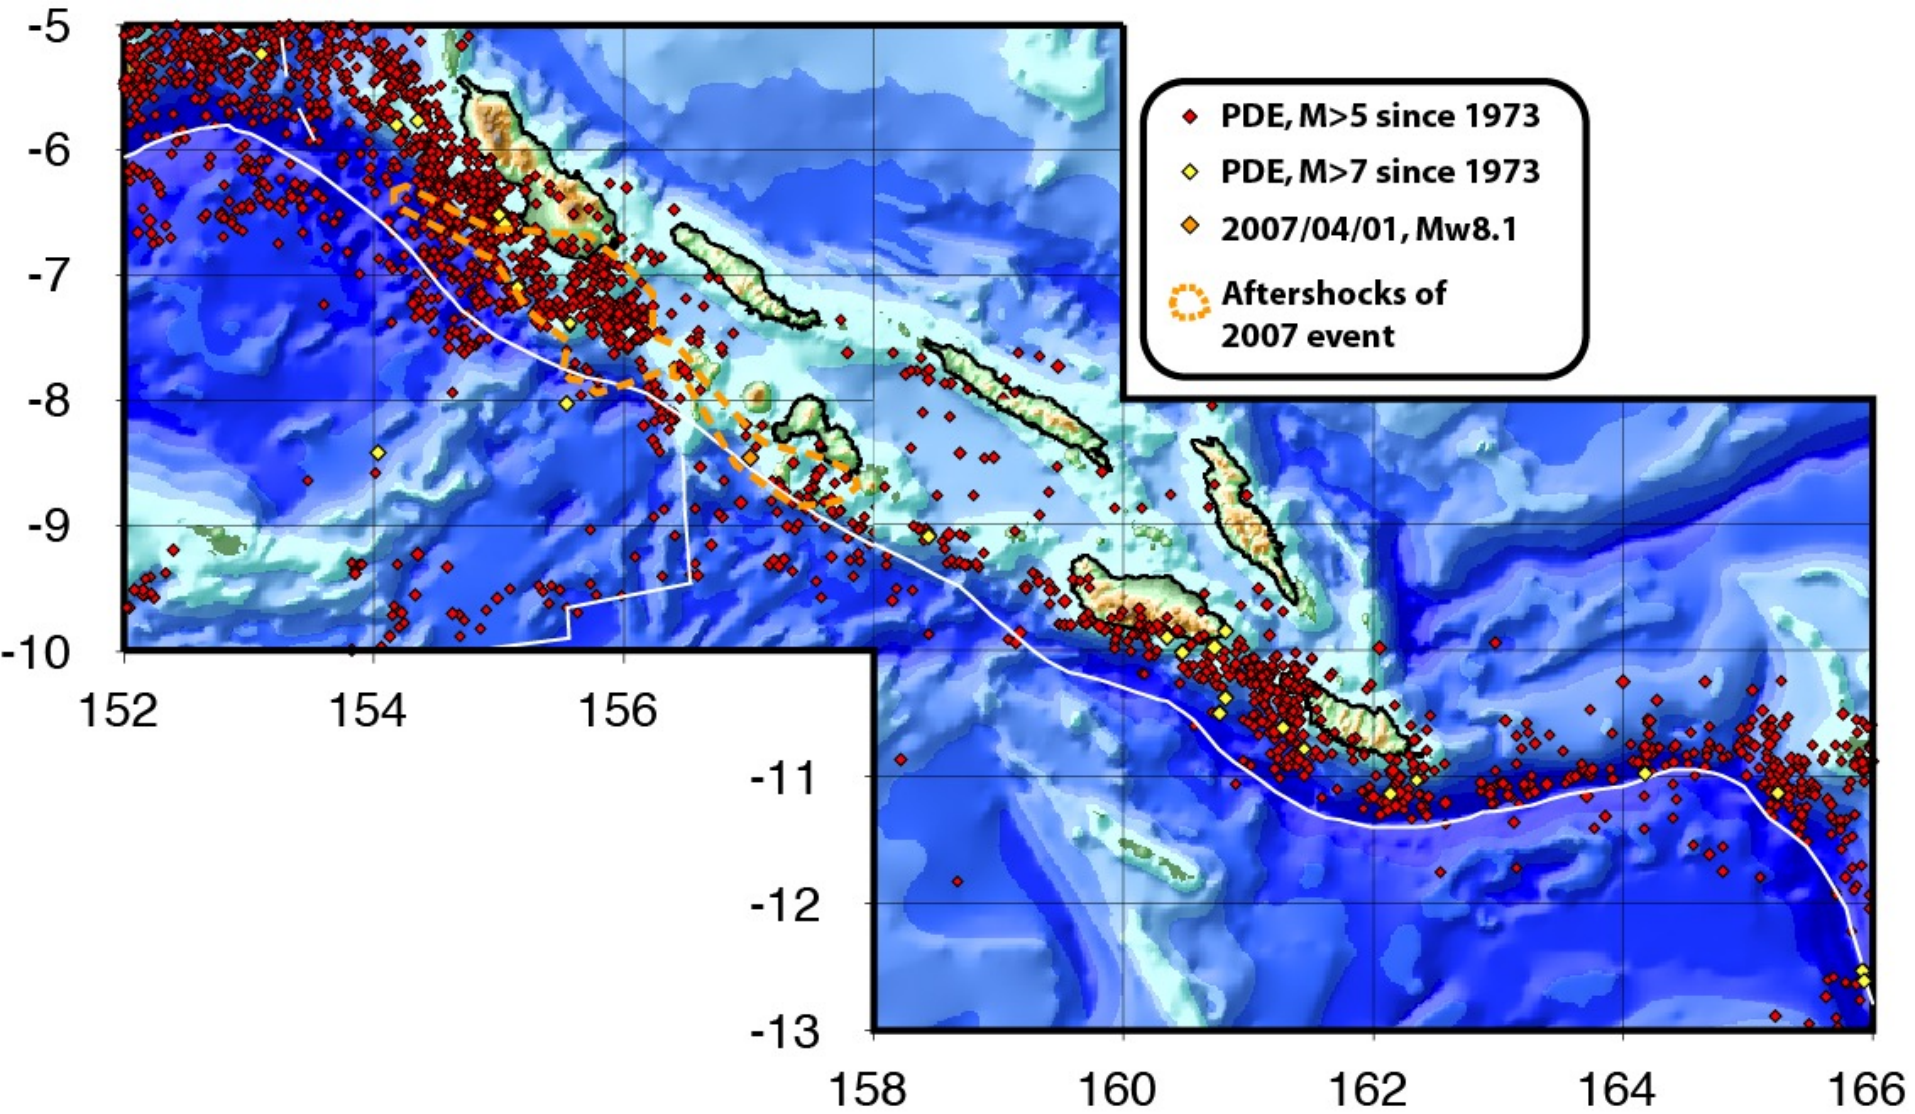 -5
PDE, M>5 since 1973
-6
PDE, M>7 since 1973
2007/04/01, Mw8.1
-7
Aftershocks of
2007 event
-8
-9
-10
152 154 156
-11
-12
-13
158 160 162 164 166